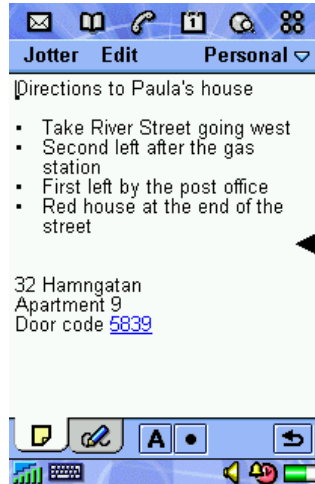 Jotter Edit Personal
Directions to Paula's house
▪ Take River Street going west
▪ Second left after the gas
station
▪ First left by the post office
▪ Red house at the end of the
street
32 Hamngatan
Apartment 9
Door code 5839
A